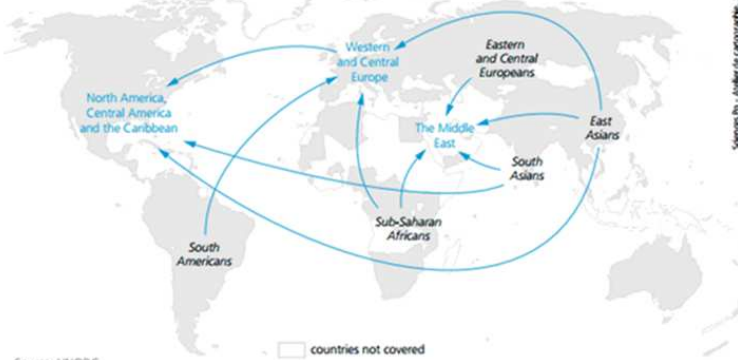 Western
and Central
Europe
Eastern
and Central
Europeans
North America,
Central America
and the Caribbean
The Middle
East
East
Asians
South
Asians
Sub-Saharan
Africans
South
Americans
countries not covered